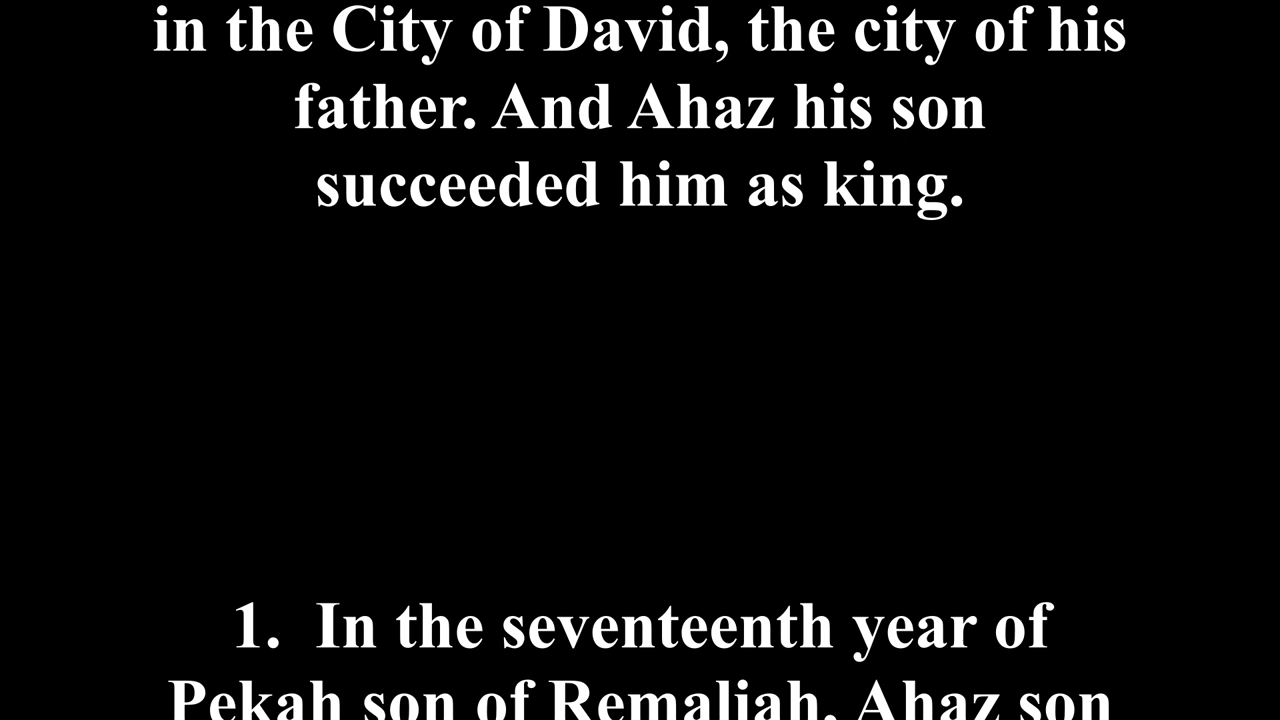 in the City of David, the city of his
father. And Ahaz his son
succeeded him as king.
1. In the seventeenth year of
Pekah son of Remaliah, Ahaz son